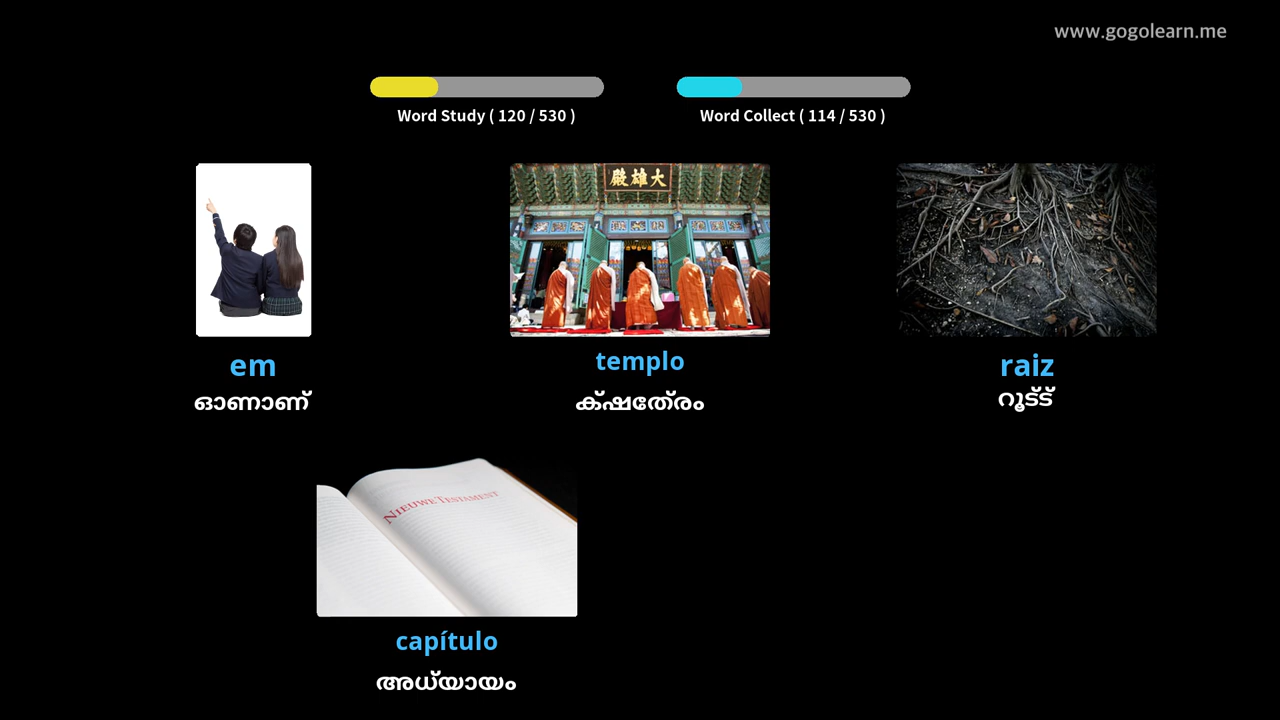 www.gogolearn.me
Word Study ( 120 / 530 )
Word Collect ( 114 / 530 )
大雄殿
em
ഓണാണ്
templo
ക്ഷത്രേം
raiz
റൂട്ട്
NIEUWE TESTAMENT
capítulo
അധ്യായം